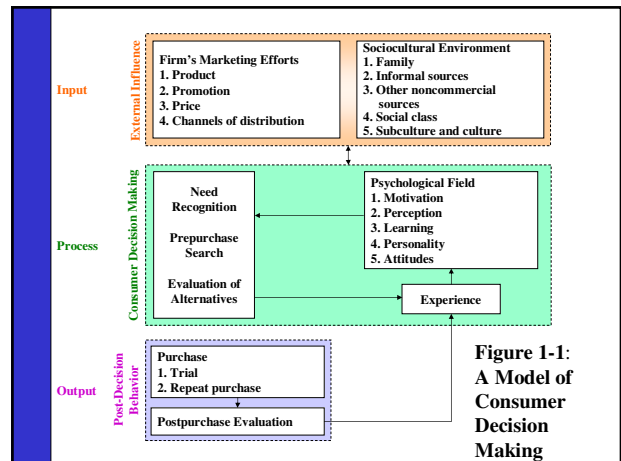 Input
External Influence
Firm's Marketing Efforts
1. Product
2. Promotion
3. Price
4. Channels of distribution
Sociocultural Environment
1. Family
2. Informal sources
3. Other noncommercial
sources
4. Social class
5. Subculture and culture
Process
Consumer Decision Making
Need
Recognition
Prepurchase
Search
Evaluation of
Alternatives
Psychological Field
1. Motivation
2. Perception
3. Learning
4. Personality
5. Attitudes
Experience
Output
Post-Decision
Behavior
Purchase
1. Trial
2. Repeat purchase
Postpurchase Evaluation
Figure 1-1:
A Model of
Consumer
Decision
Making